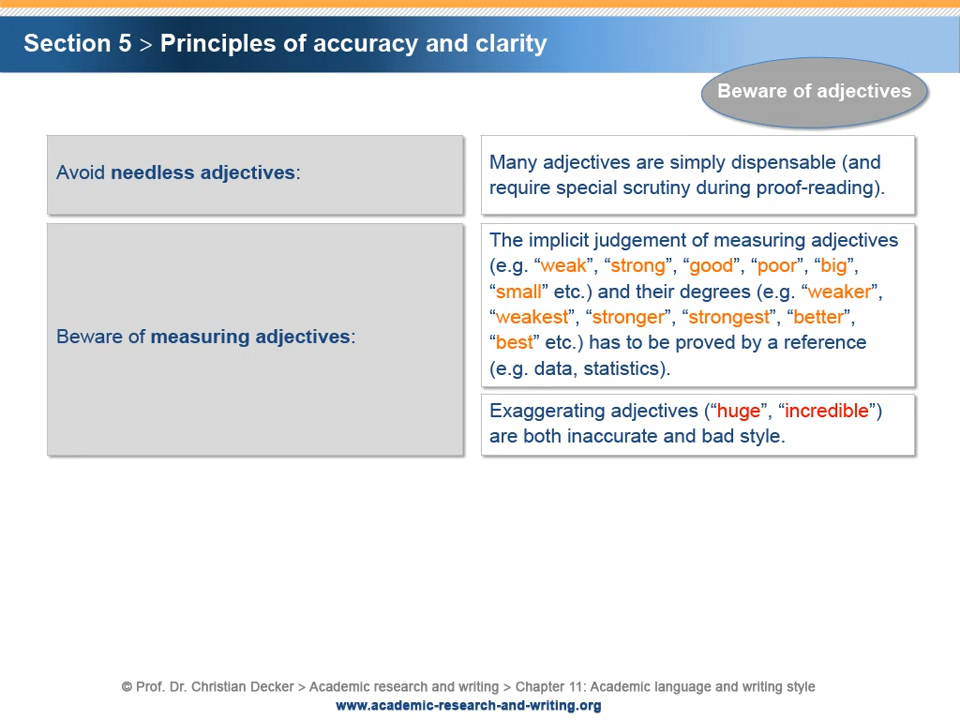 Section 5 > Principles of accuracy and clarity
Beware of adjectives
Avoid needless adjectives:
Many adjectives are simply dispensable (and
require special scrutiny during proof-reading).
Beware of measuring adjectives:
The implicit judgement of measuring adjectives
(e.g. “weak”, “strong”, “good”, “poor”, “big”,
“small” etc.) and their degrees (e.g. “weaker”,
“weakest”, “stronger”, “strongest”, “better”,
“best” etc.) has to be proved by a reference
(e.g. data, statistics).
Exaggerating adjectives (“huge”, “incredible”)
are both inaccurate and bad style.
© Prof. Dr. Christian Decker > Academic research and writing > Chapter 11: Academic language and writing style
www.academic-research-and-writing.org